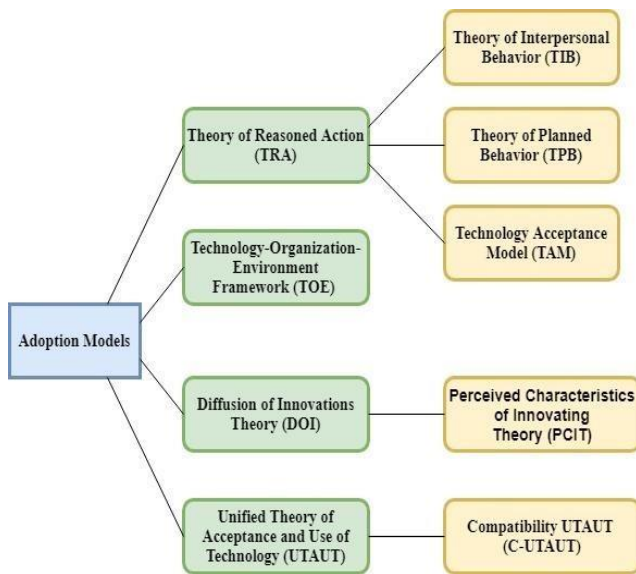 Theory of Interpersonal
Behavior (TIB)
Theory of Reasoned Action
(TRA)
Theory of Planned
Behavior (TPB)
Technology Acceptance
Model (TAM)
Technology-Organization-
Environment
Framework (TOE)
Adoption Models
Diffusion of Innovations
Theory (DOI)
Perceived Characteristics
of Innovating
Theory (PCIT)
Unified Theory of
Acceptance and Use of
Technology (UTAUT)
Compatibility UTAUT
(C-UTAUT)